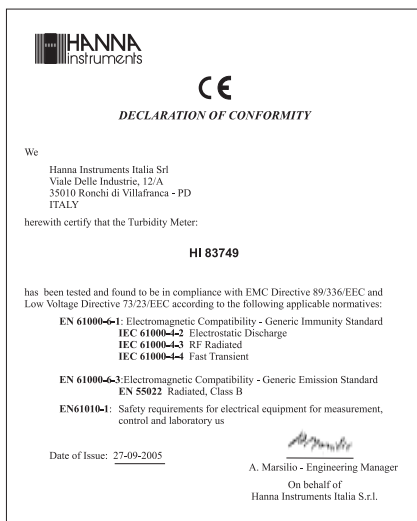 HANNA
instruments
CE
DECLARATION OF CONFORMITY
We
Hanna Instruments Italia Srl
Viale Delle Industrie, 12/A
35010 Ronchi di Villafranca - PD
ITALY
herewith certify that the Turbidity Meter:
HI 83749
has been tested and found to be in compliance with EMC Directive 89/336/EEC and
Low Voltage Directive 73/23/EEC according to the following applicable normatives:
EN 61000-6-1: Electromagnetic Compatibility - Generic Immunity Standard
IEC 61000-4-2 Electrostatic Discharge
IEC 61000-4-3 RF Radiated
IEC 61000-4-4 Fast Transient
EN 61000-6-3:Electromagnetic Compatibility - Generic Emission Standard
EN 55022 Radiated, Class B
EN61010-1: Safety requirements for electrical equipment for measurement,
control and laboratory us
Date of Issue: 27-09-2005
A. Marsilio - Engineering Manager
On behalf of
Hanna Instruments Italia S.r.l.